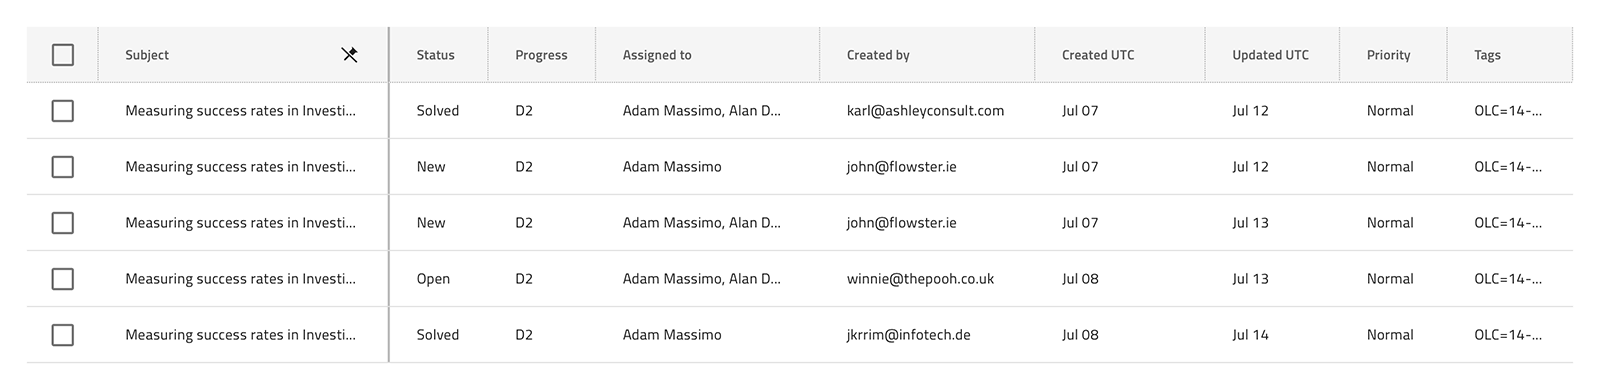 Subject Status Progress Assigned to Created by Created UTC Updated UTC Priority Tags
Measuring success rates in Investi... Solved D2 Adam Massimo, Alan D... karl@ashleyconsult.com Jul 07 Jul 12 Normal OLC=14-...
Measuring success rates in Investi... New D2 Adam Massimo john@flowster.ie Jul 07 Jul 12 Normal OLC=14-...
Measuring success rates in Investi... New D2 Adam Massimo, Alan D... john@flowster.ie Jul 07 Jul 13 Normal OLC=14-...
Measuring success rates in Investi... Open D2 Adam Massimo, Alan D... winnie@thepooh.co.uk Jul 08 Jul 13 Normal OLC=14-...
Measuring success rates in Investi... Solved D2 Adam Massimo jkrrim@infotech.de Jul 08 Jul 14 Normal OLC=14-...